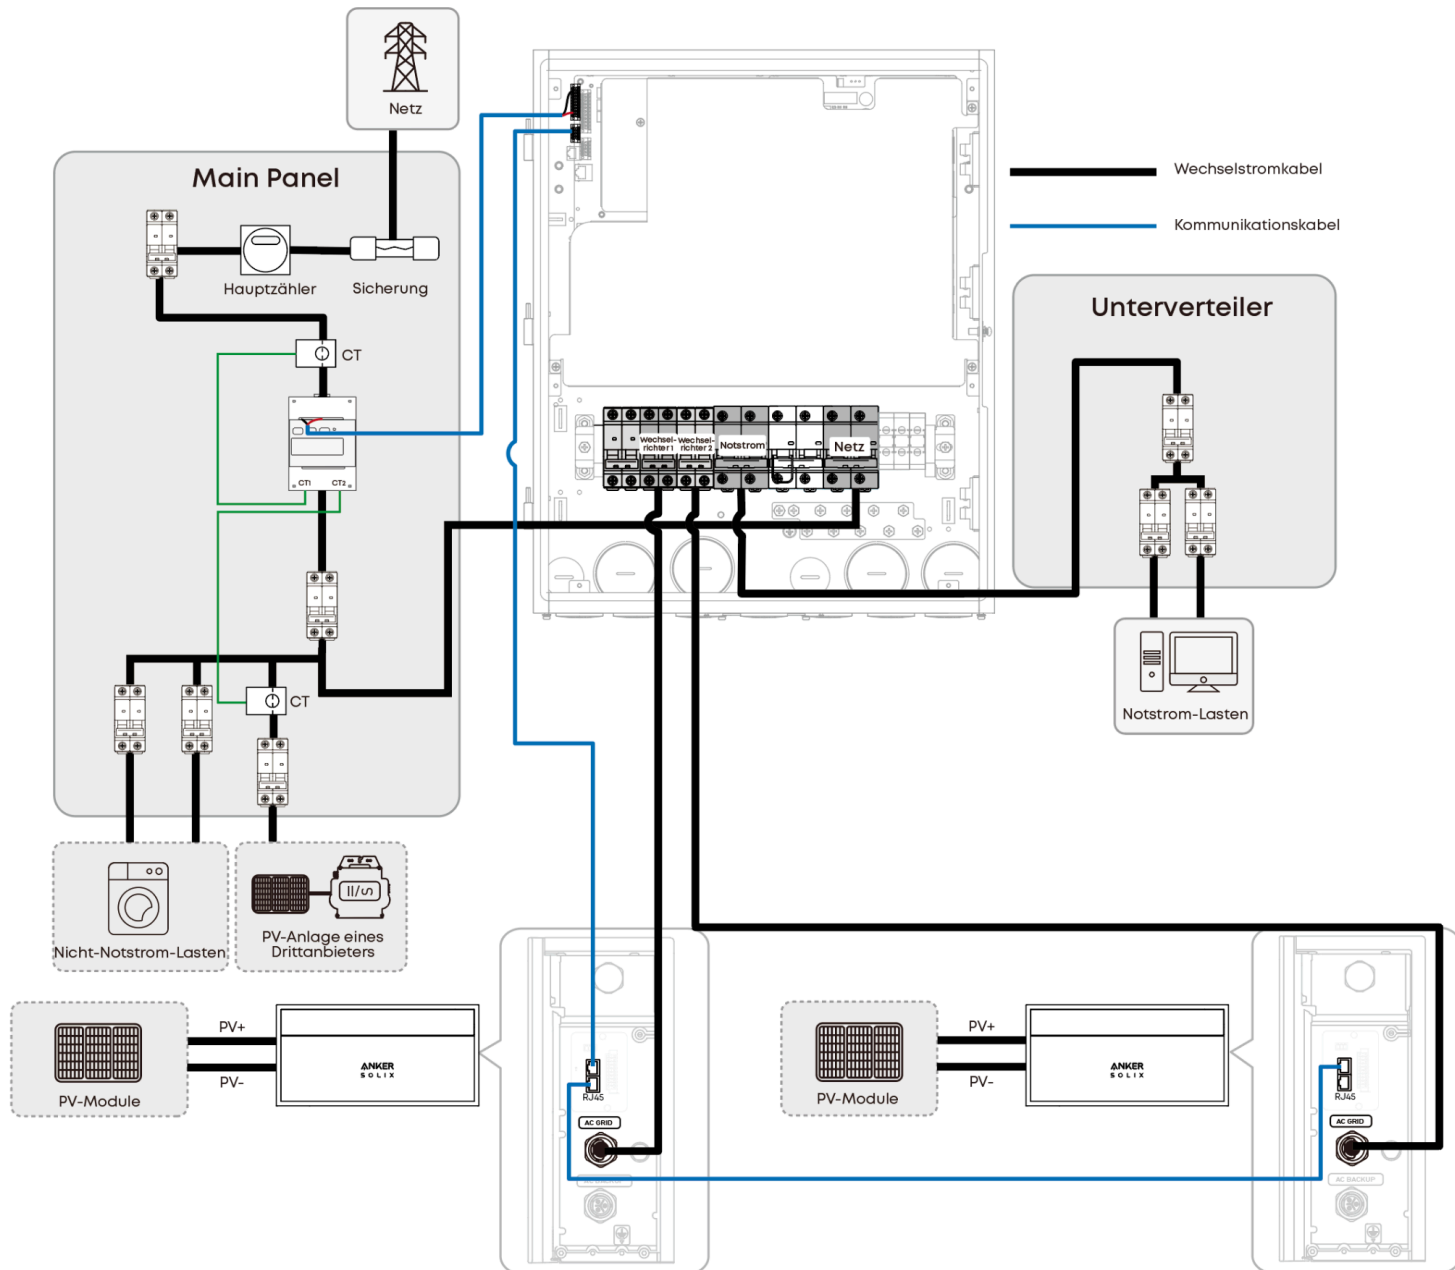 Netz
Main Panel
Hauptzähler
Sicherung
CT
CT1
CT2
CT
Nicht-Notstrom-Lasten
PV-Anlage eines
Drittanbieters
Wechsel-
richter 1
Wechsel-
richter 2
Notstrom
Netz
Wechselstromkabel
Kommunikationskabel
Unterverteiler
Notstrom-Lasten
PV-Module
PV+
PV-
ANKER
SOLIX
RJ45
AC GRID
AC BACKUP
PV-Module
PV+
PV-
ANKER
SOLIX
RJ45
AC GRID
AC BACKUP